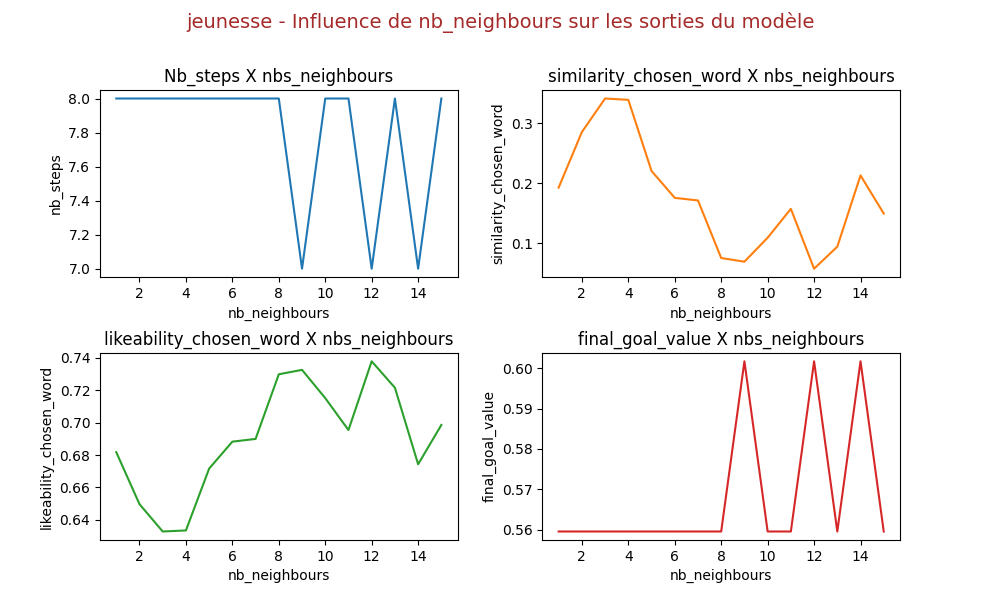 jeunesse - Influence de nb_neighbours sur les sorties du modèle
Nb_steps X nbs_neighbours
nb_steps
8.0
7.8
7.6
7.4
7.2
7.0
2 4 6 8 10 12 14
nb_neighbours
similarity_chosen_word X nbs_neighbours
similarity_chosen_word
0.3
0.2
0.1
2 4 6 8 10 12 14
nb_neighbours
likeability_chosen_word X nbs_neighbours
likeability_chosen_word
0.74
0.72
0.70
0.68
0.66
0.64
2 4 6 8 10 12 14
nb_neighbours
final_goal_value X nbs_neighbours
final_goal_value
0.60
0.59
0.58
0.57
0.56
2 4 6 8 10 12 14
nb_neighbours